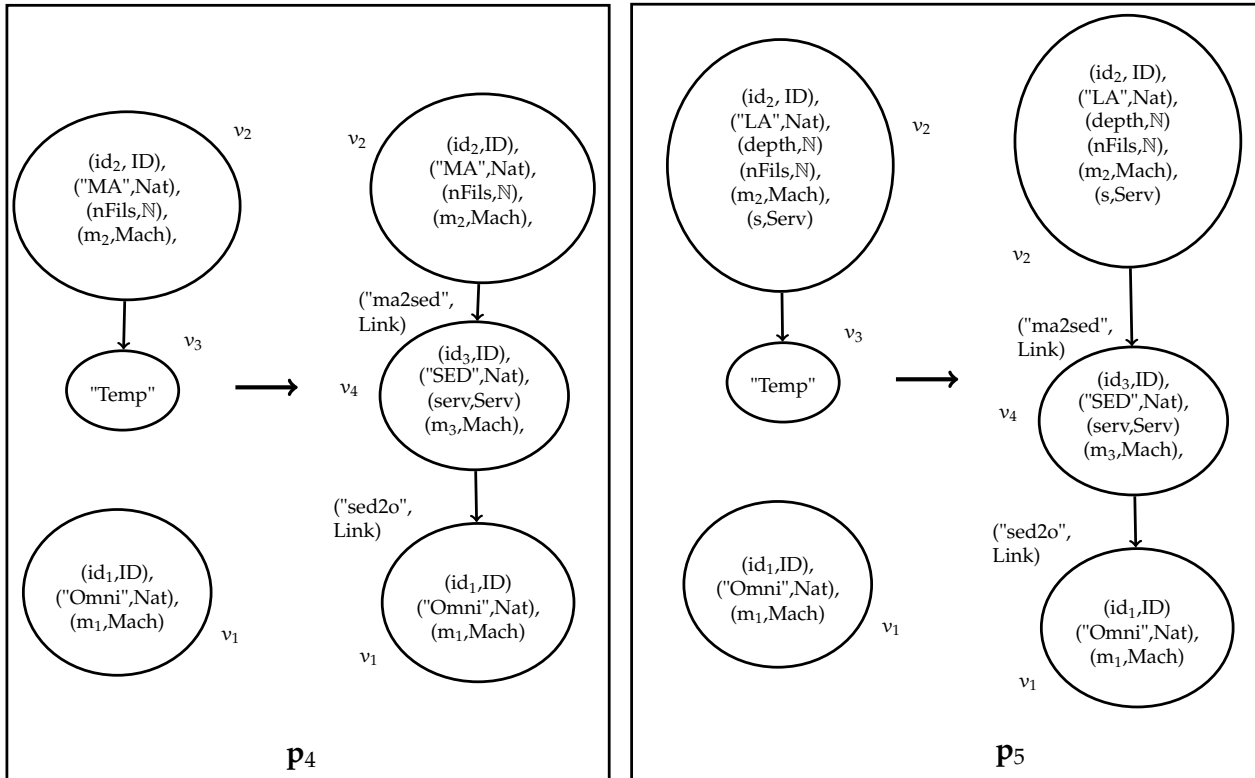 (id₂, ID),
("MA",Nat),
(nFils,ℕ),
(m₂,Mach),
v₂
v₃
"Temp"
(id₁,ID),
("Omni",Nat),
(m₁,Mach)
v₁
v₂
(id₂,ID),
("MA",Nat),
(nFils,ℕ),
(m₂,Mach),
("ma2sed",
Link)
(id₃,ID),
("SED",Nat),
(serv,Serv)
(m₃,Mach),
v₄
("sed2o",
Link)
(id₁,ID)
("Omni",Nat),
(m₁,Mach)
v₁
p₄
(id₂, ID),
("LA",Nat),
(depth,ℕ)
(nFils,ℕ),
(m₂,Mach),
(s,Serv)
v₂
v₃
"Temp"
(id₁,ID),
("Omni",Nat),
(m₁,Mach)
v₁
(id₂, ID),
("LA",Nat),
(depth,ℕ)
(nFils,ℕ),
(m₂,Mach),
(s,Serv)
v₂
("ma2sed",
Link)
(id₃,ID),
("SED",Nat),
(serv,Serv)
(m₃,Mach),
v₄
("sed2o",
Link)
(id₁,ID)
("Omni",Nat),
(m₁,Mach)
v₁
p₅